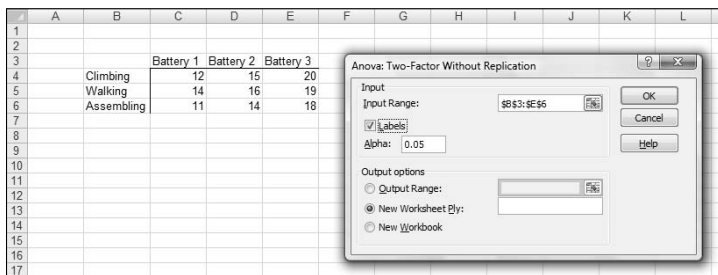 A B C D E F G H I J K L
1
2
3 Battery 1 Battery 2 Battery 3
4 Climbing 12 15 20
5 Walking 14 16 19
6 Assembling 11 14 18
7
8
9
10
11
12
13
14
15
16
17
Anova: Two-Factor Without Replication
Input
Input Range: $B$3:$E$6
Labels
Alpha: 0.05
Output options
Output Range:
New Worksheet Ply:
New Workbook
OK
Cancel
Help